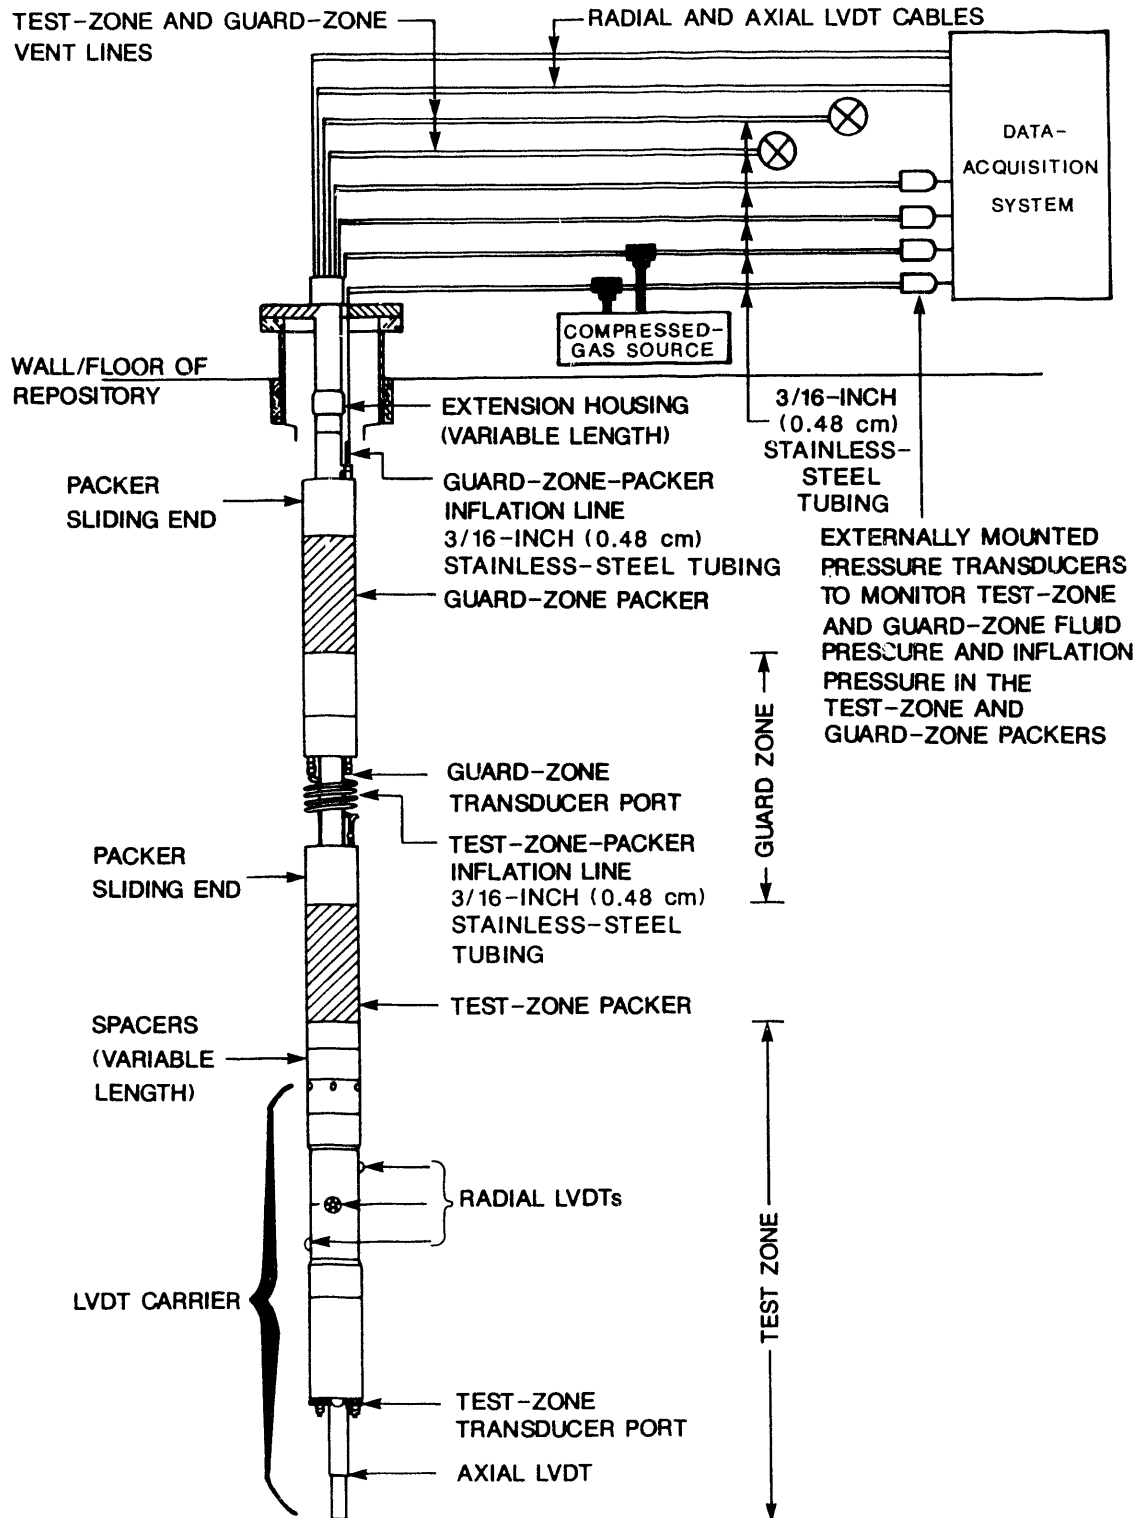 TEST-ZONE AND GUARD-ZONE
VENT LINES
RADIAL AND AXIAL LVDT CABLES
DATA-
ACQUISITION
SYSTEM
COMPRESSED-
GAS SOURCE
WALL/FLOOR OF
REPOSITORY
EXTENSION HOUSING
(VARIABLE LENGTH)
3/16-INCH
(0.48 cm)
STAINLESS-
STEEL
TUBING
PACKER
SLIDING END
GUARD-ZONE-PACKER
INFLATION LINE
3/16-INCH (0.48 cm)
STAINLESS-STEEL TUBING
GUARD-ZONE PACKER
EXTERNALLY MOUNTED
PRESSURE TRANSDUCERS
TO MONITOR TEST-ZONE
AND GUARD-ZONE FLUID
PRESSURE AND INFLATION
PRESSURE IN THE
TEST-ZONE AND
GUARD-ZONE PACKERS
GUARD ZONE
GUARD-ZONE
TRANSDUCER PORT
PACKER
SLIDING END
TEST-ZONE-PACKER
INFLATION LINE
3/16-INCH (0.48 cm)
STAINLESS-STEEL
TUBING
TEST-ZONE PACKER
SPACERS
(VARIABLE
LENGTH)
RADIAL LVDTs
TEST ZONE
LVDT CARRIER
TEST-ZONE
TRANSDUCER PORT
AXIAL LVDT